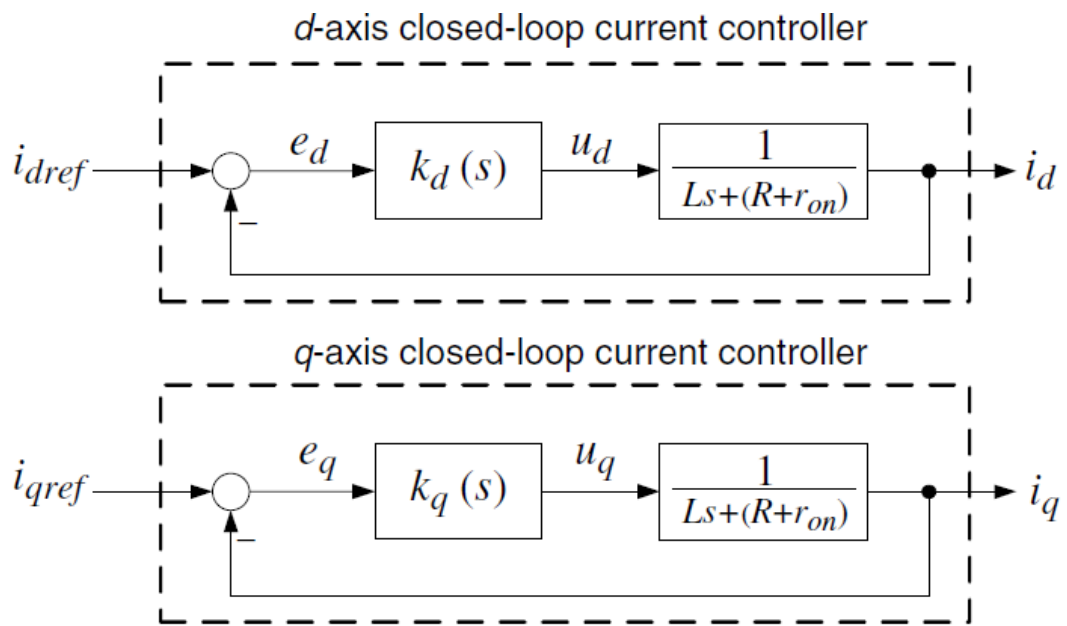 d-axis closed-loop current controller
i_dref e_d k_d (s) u_d 1 i_d
Ls+(R+r_on)
−
q-axis closed-loop current controller
i_qref e_q k_q (s) u_q 1 i_q
Ls+(R+r_on)
−